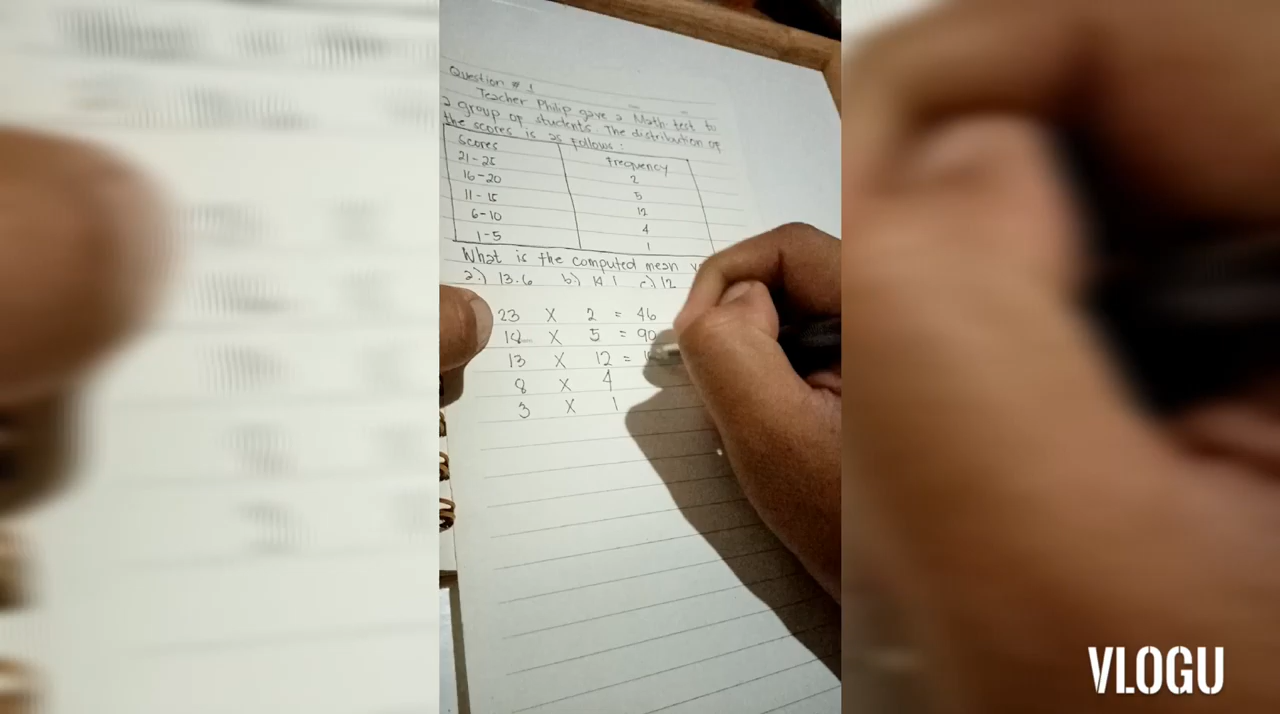 Question # 1
Teacher Philip gave a Math test to
a group of students. The distribution of
the scores is as follows:
Scores Frequency
21-25 2
16-20 5
11-15 12
6-10 4
1-5 1
What is the computed mean
a.) 13.6 b.) 14.1 c.) 12
23 X 2 = 46
18 X 5 = 90
13 X 12 =
8 X 4
3 X 1
VLOGU